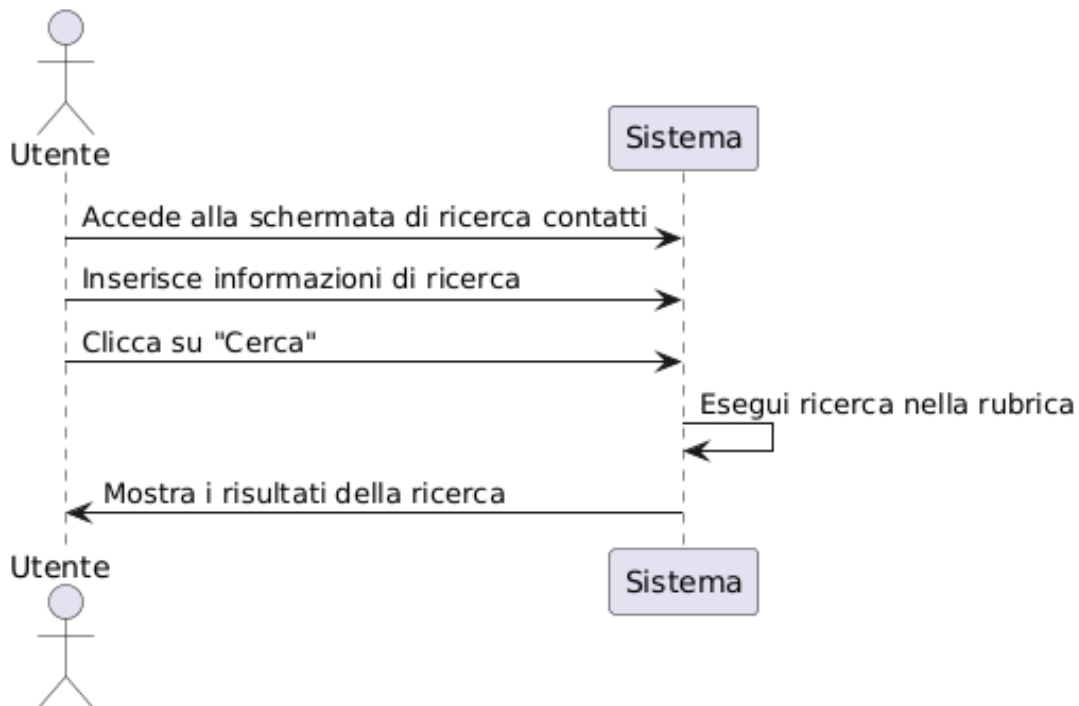 Utente
Sistema
Accede alla schermata di ricerca contatti
Inserisce informazioni di ricerca
Clicca su "Cerca"
Esegui ricerca nella rubrica
Mostra i risultati della ricerca
Utente
Sistema